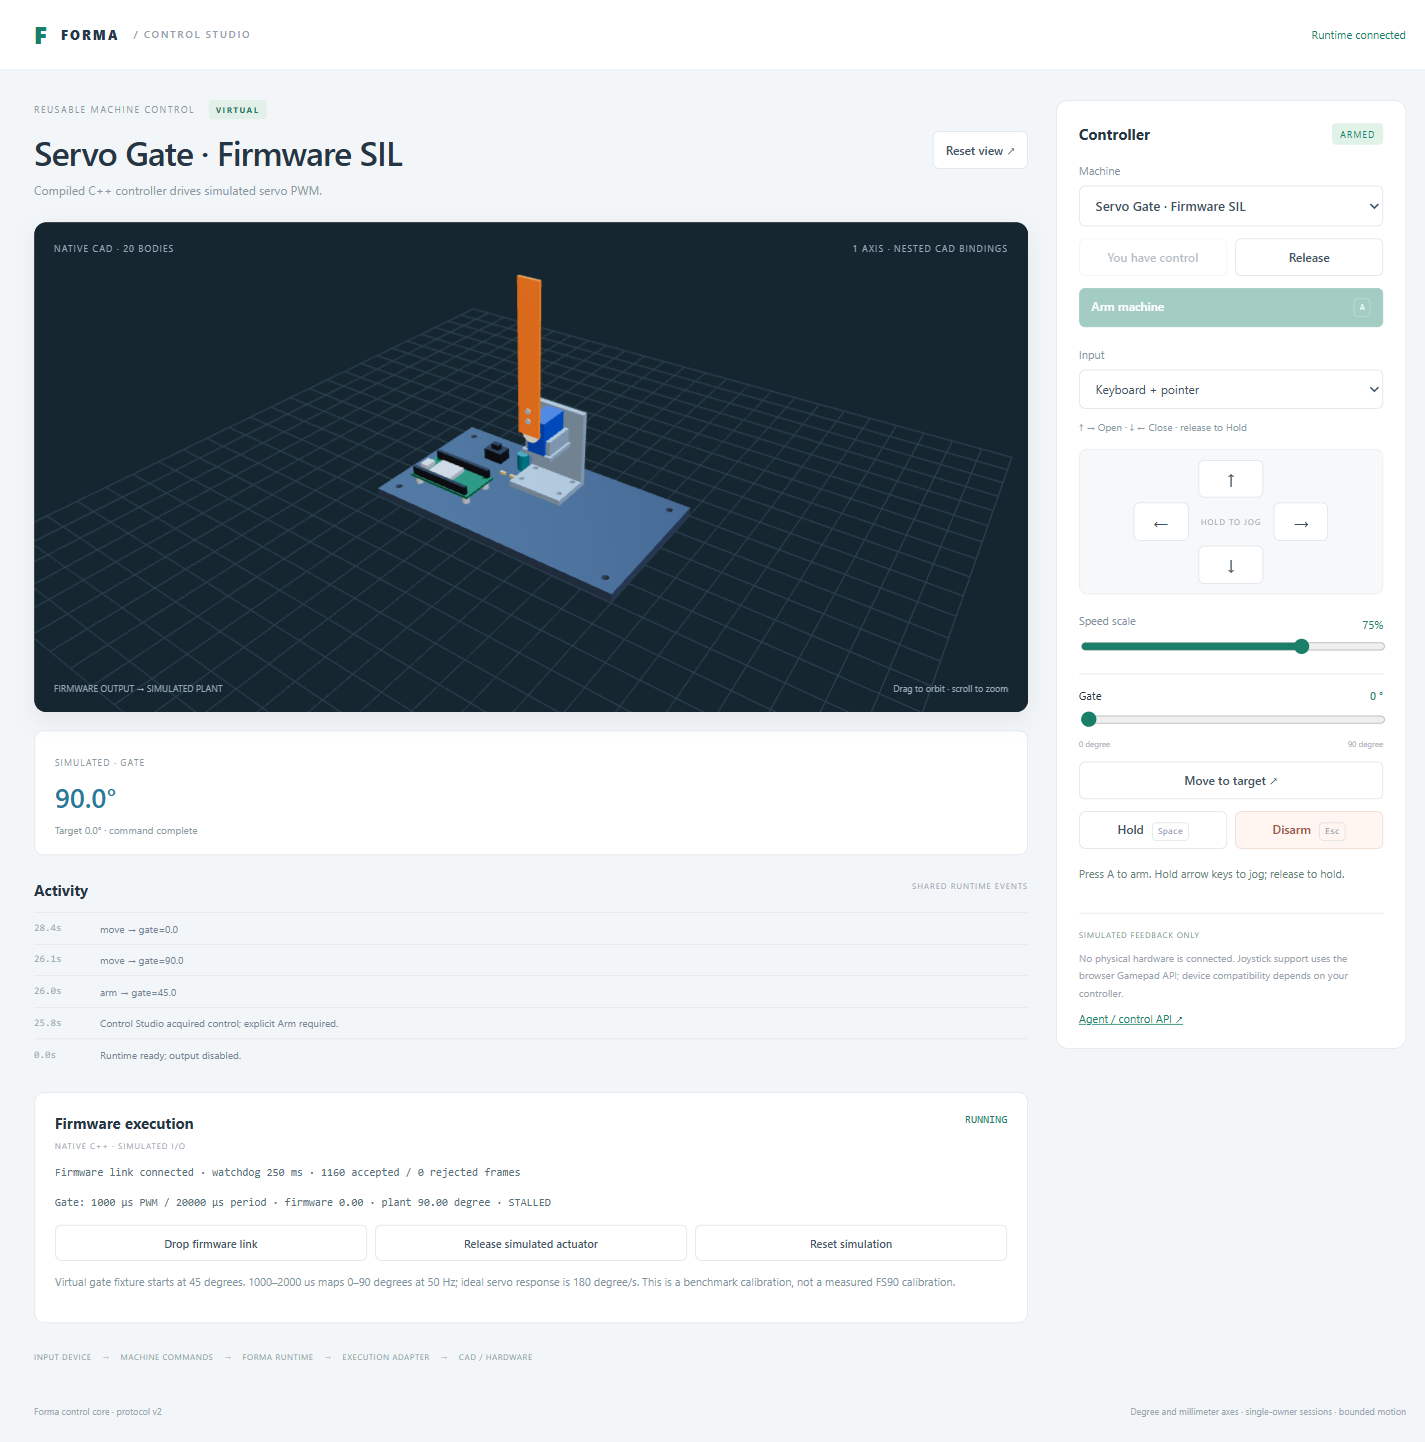 F FORMA / CONTROL STUDIO
Runtime connected
REUSABLE MACHINE CONTROL VIRTUAL
Servo Gate · Firmware SIL
Compiled C++ controller drives simulated servo PWM.
Reset view ↗
NATIVE CAD · 20 BODIES
1 AXIS · NESTED CAD BINDINGS
FIRMWARE OUTPUT → SIMULATED PLANT
Drag to orbit · scroll to zoom
SIMULATED · GATE
90.0°
Target 0.0° · command complete
Activity
SHARED RUNTIME EVENTS
28.4s move → gate=0.0
26.1s move → gate=90.0
26.0s arm → gate=45.0
25.8s Control Studio acquired control; explicit Arm required.
0.0s Runtime ready; output disabled.
Firmware execution
RUNNING
NATIVE C++ · SIMULATED I/O
Firmware link connected · watchdog 250 ms · 1160 accepted / 0 rejected frames
Gate: 1000 µs PWM / 20000 µs period · firmware 0.00 · plant 90.00 degree · STALLED
Drop firmware link
Release simulated actuator
Reset simulation
Virtual gate fixture starts at 45 degrees. 1000–2000 us maps 0–90 degrees at 50 Hz; ideal servo response is 180 degree/s. This is a benchmark calibration, not a measured FS90 calibration.
INPUT DEVICE → MACHINE COMMANDS → FORMA RUNTIME → EXECUTION ADAPTER → CAD / HARDWARE
Controller
ARMED
Machine
Servo Gate · Firmware SIL
You have control
Release
Arm machine A
Input
Keyboard + pointer
↑ → Open · ↓ ← Close · release to Hold
↑
← HOLD TO JOG →
↓
Speed scale 75%
Gate 0 °
0 degree 90 degree
Move to target ↗
Hold Space
Disarm Esc
Press A to arm. Hold arrow keys to jog; release to hold.
SIMULATED FEEDBACK ONLY
No physical hardware is connected. Joystick support uses the
browser Gamepad API; device compatibility depends on your
controller.
Agent / control API ↗
Forma control core · protocol v2
Degree and millimeter axes · single-owner sessions · bounded motion